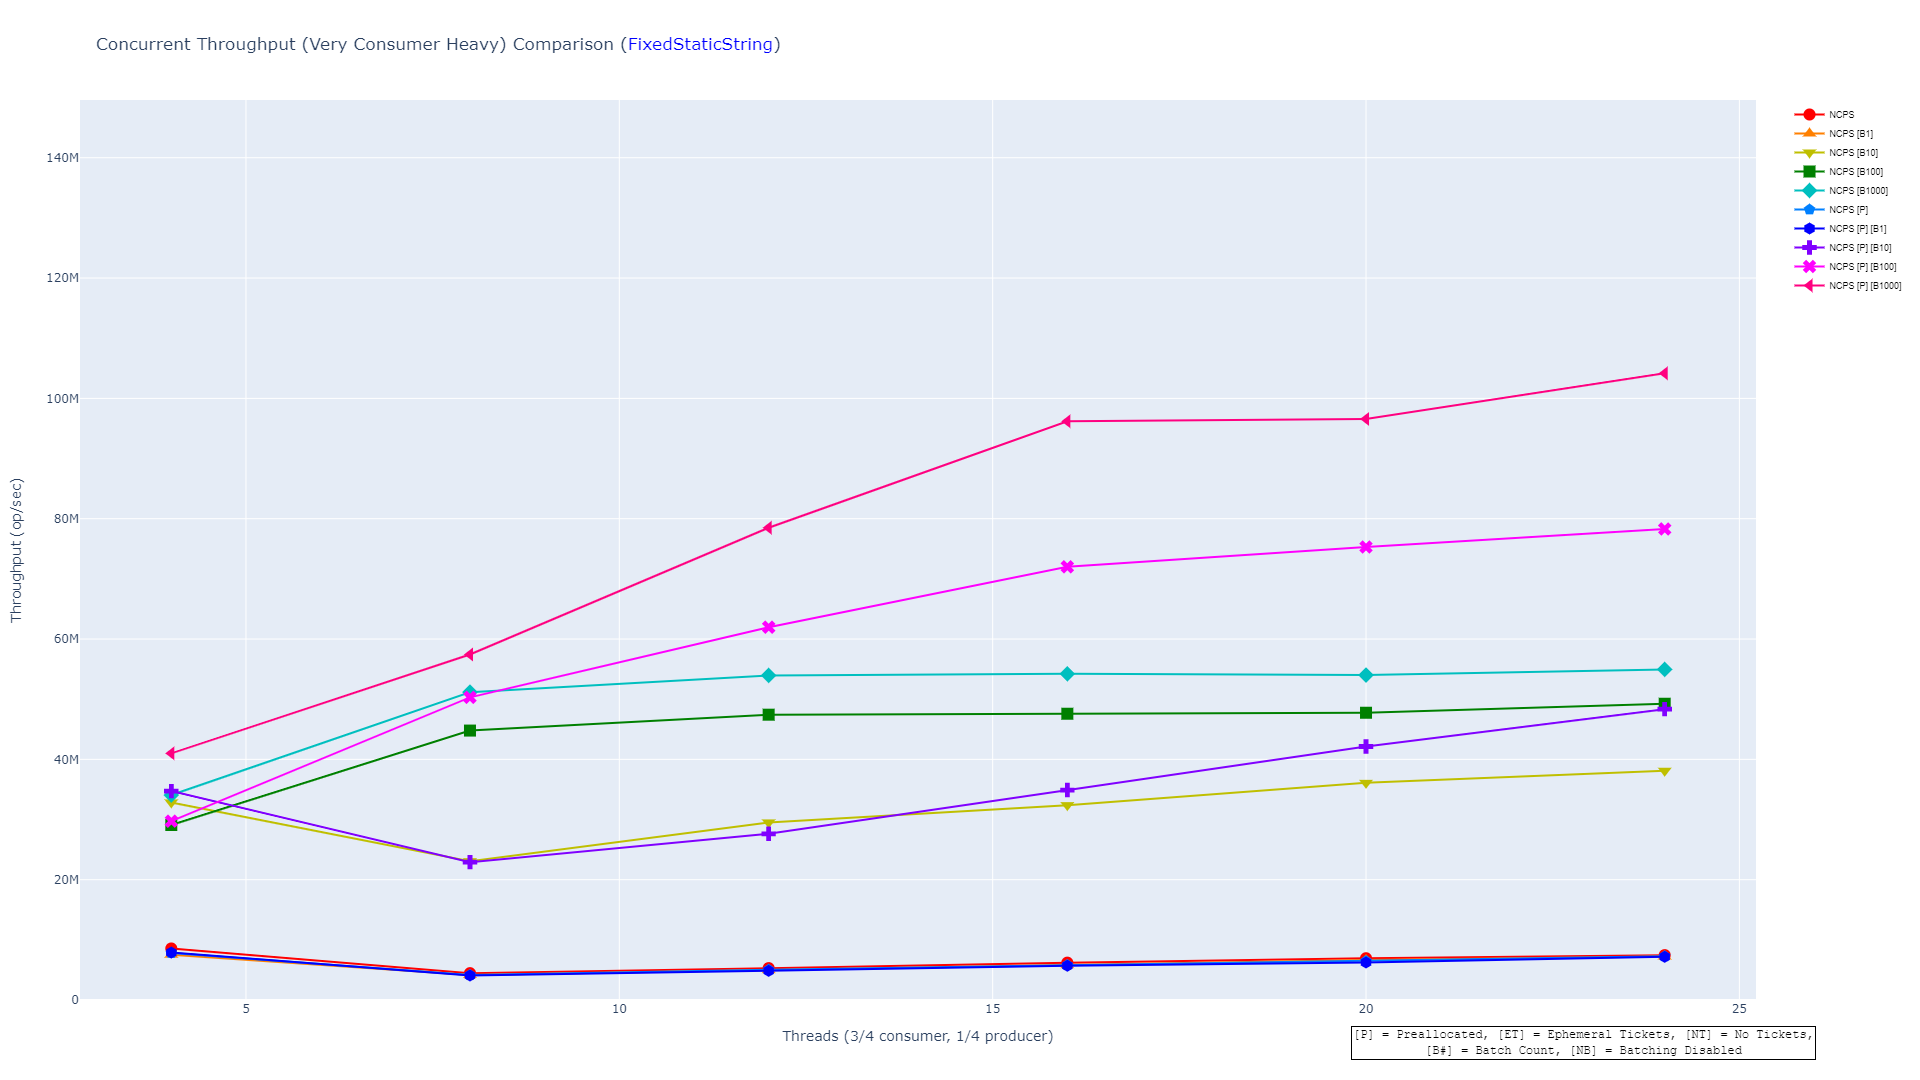 Concurrent Throughput (Very Consumer Heavy) Comparison (FixedStaticString)
Throughput (op/sec)
140M
120M
100M
80M
60M
40M
20M
0
5
10
15
20
25
Threads (3/4 consumer, 1/4 producer)
NCPS
NCPS [B1]
NCPS [B10]
NCPS [B100]
NCPS [B1000]
NCPS [P]
NCPS [P] [B1]
NCPS [P] [B10]
NCPS [P] [B100]
NCPS [P] [B1000]
[P] = Preallocated, [ET] = Ephemeral Tickets, [NT] = No Tickets,
[B#] = Batch Count, [NB] = Batching Disabled